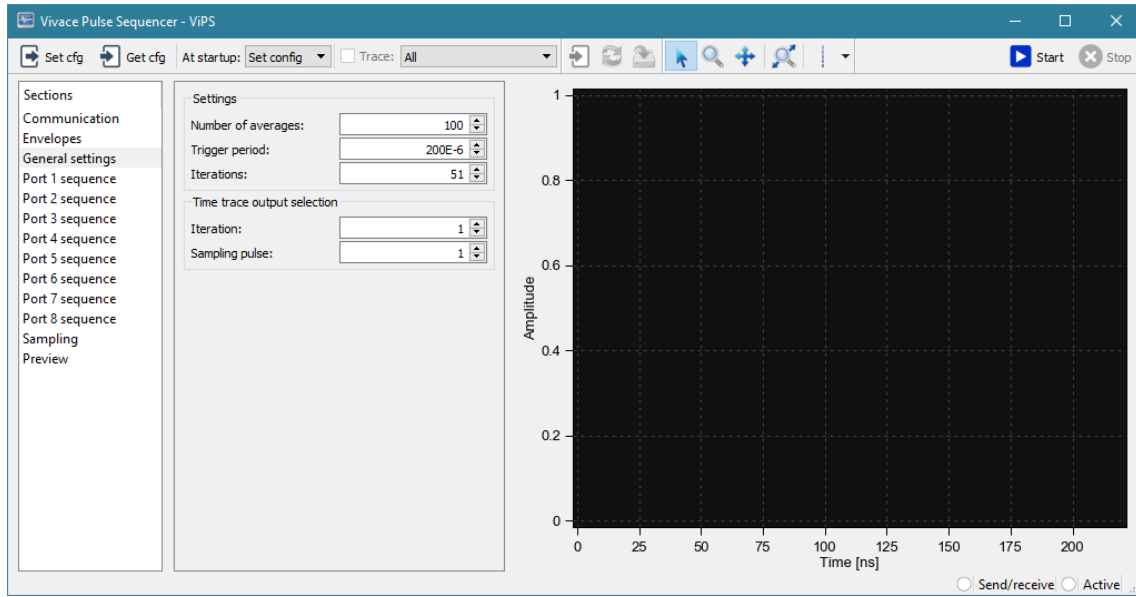 Vivace Pulse Sequencer - ViPS
Set cfg Get cfg At startup: Set config Trace: All Start Stop
Sections
Communication
Envelopes
General settings
Port 1 sequence
Port 2 sequence
Port 3 sequence
Port 4 sequence
Port 5 sequence
Port 6 sequence
Port 7 sequence
Port 8 sequence
Sampling
Preview
Settings
Number of averages: 100
Trigger period: 200E-6
Iterations: 51
Time trace output selection
Iteration: 1
Sampling pulse: 1
Amplitude
1
0.8
0.6
0.4
0.2
0
0 25 50 75 100 125 150 175 200
Time [ns]
Send/receive Active